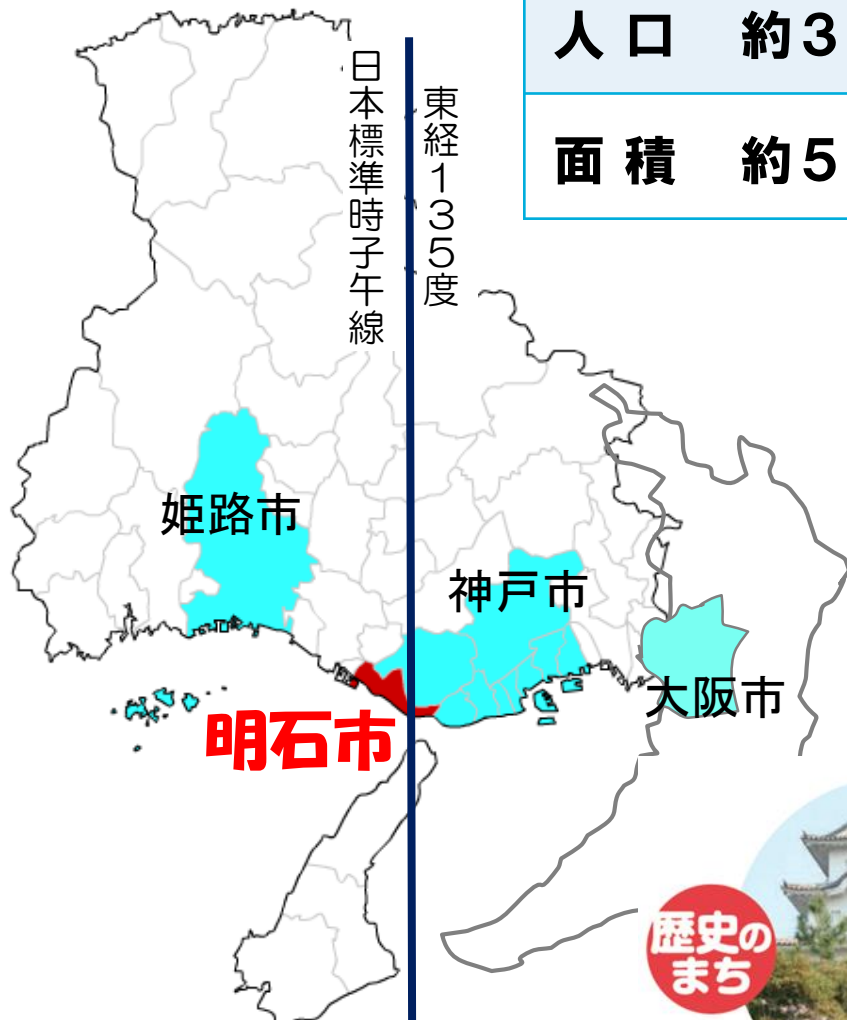 人口 約3
面積 約5
日本標準時子午線
東経135度
姫路市
神戸市
大阪市
明石市
歴史の
まち